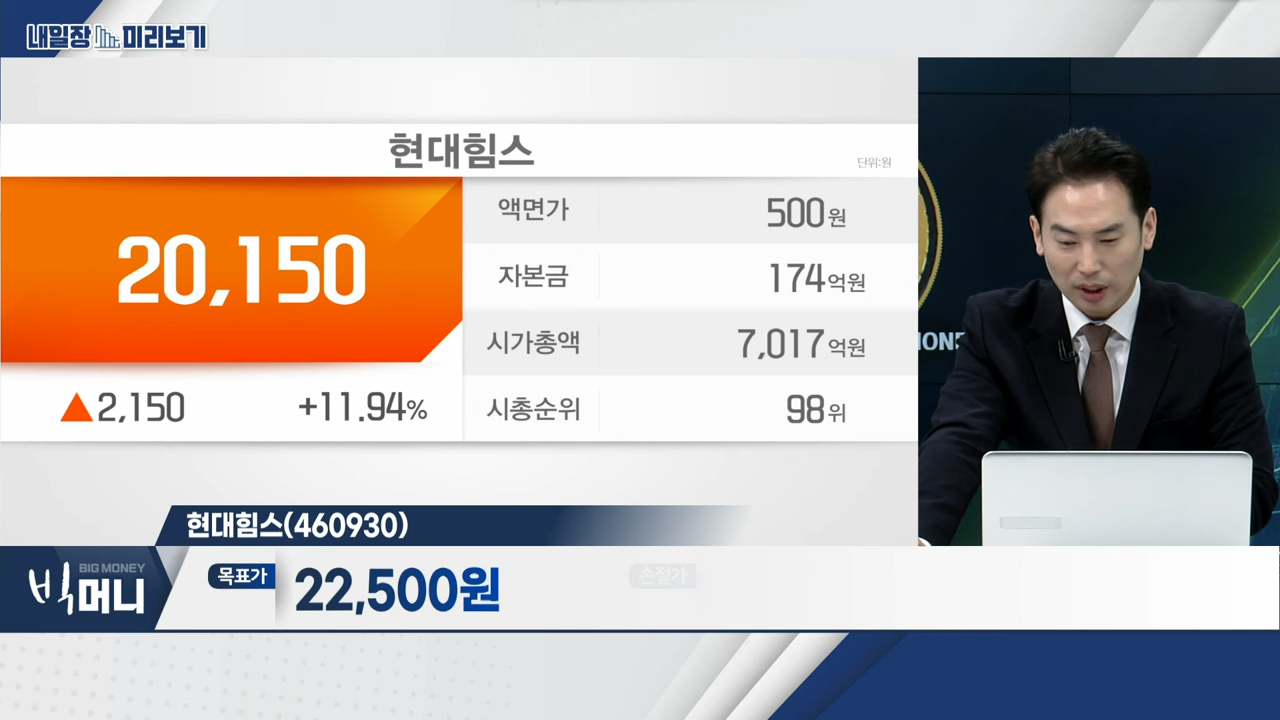 내일장 미리보기
현대힘스
단위:원
20,150
▲2,150 +11.94%
액면가 500원
자본금 174억원
시가총액 7,017억원
시총순위 98위
현대힘스(460930)
BIG MONEY
빅머니
목표가 22,500원
손절가